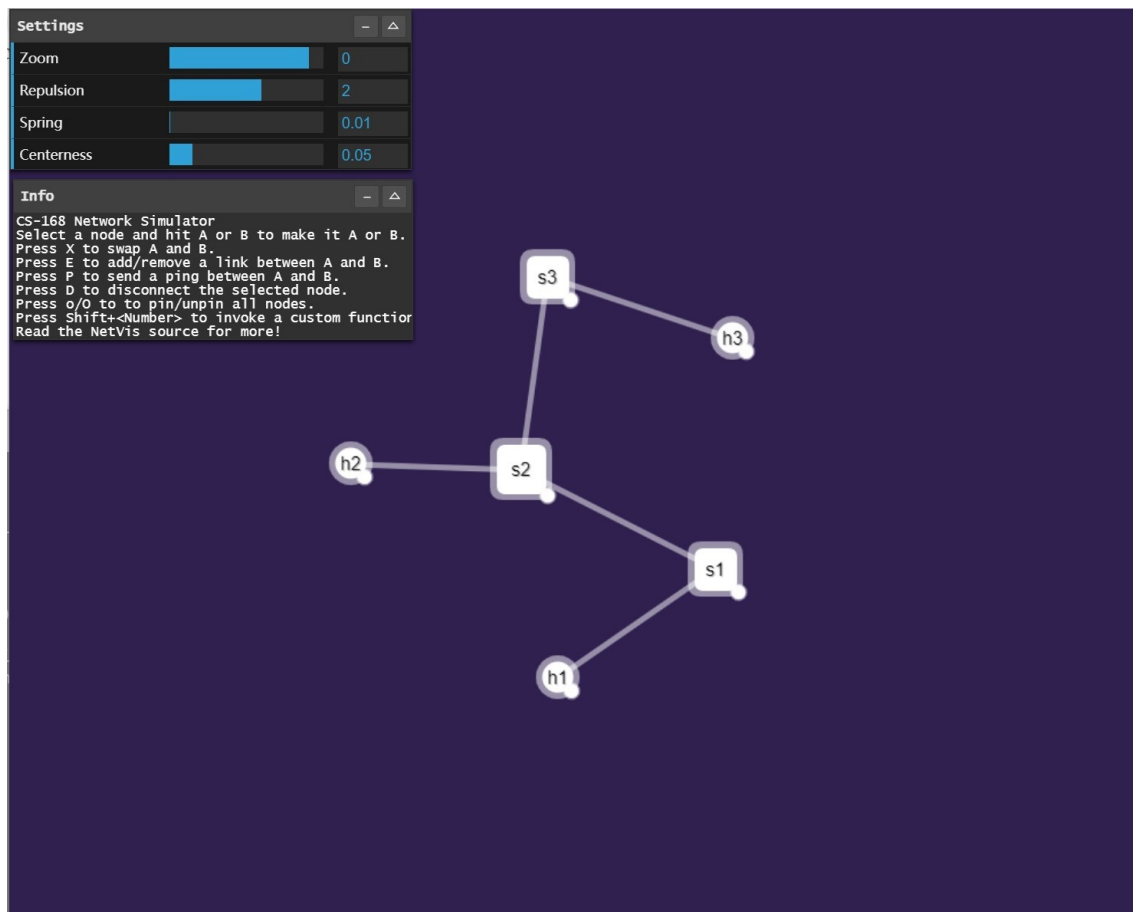 Settings
Zoom 0
Repulsion 2
Spring 0.01
Centerness 0.05
Info
CS-168 Network Simulator
Select a node and hit A or B to make it A or B.
Press X to swap A and B.
Press E to add/remove a link between A and B.
Press P to send a ping between A and B.
Press D to disconnect the selected node.
Press o/O to to pin/unpin all nodes.
Press Shift+<Number> to invoke a custom function
Read the NetVis source for more!
s3
h3
h2
s2
s1
h1